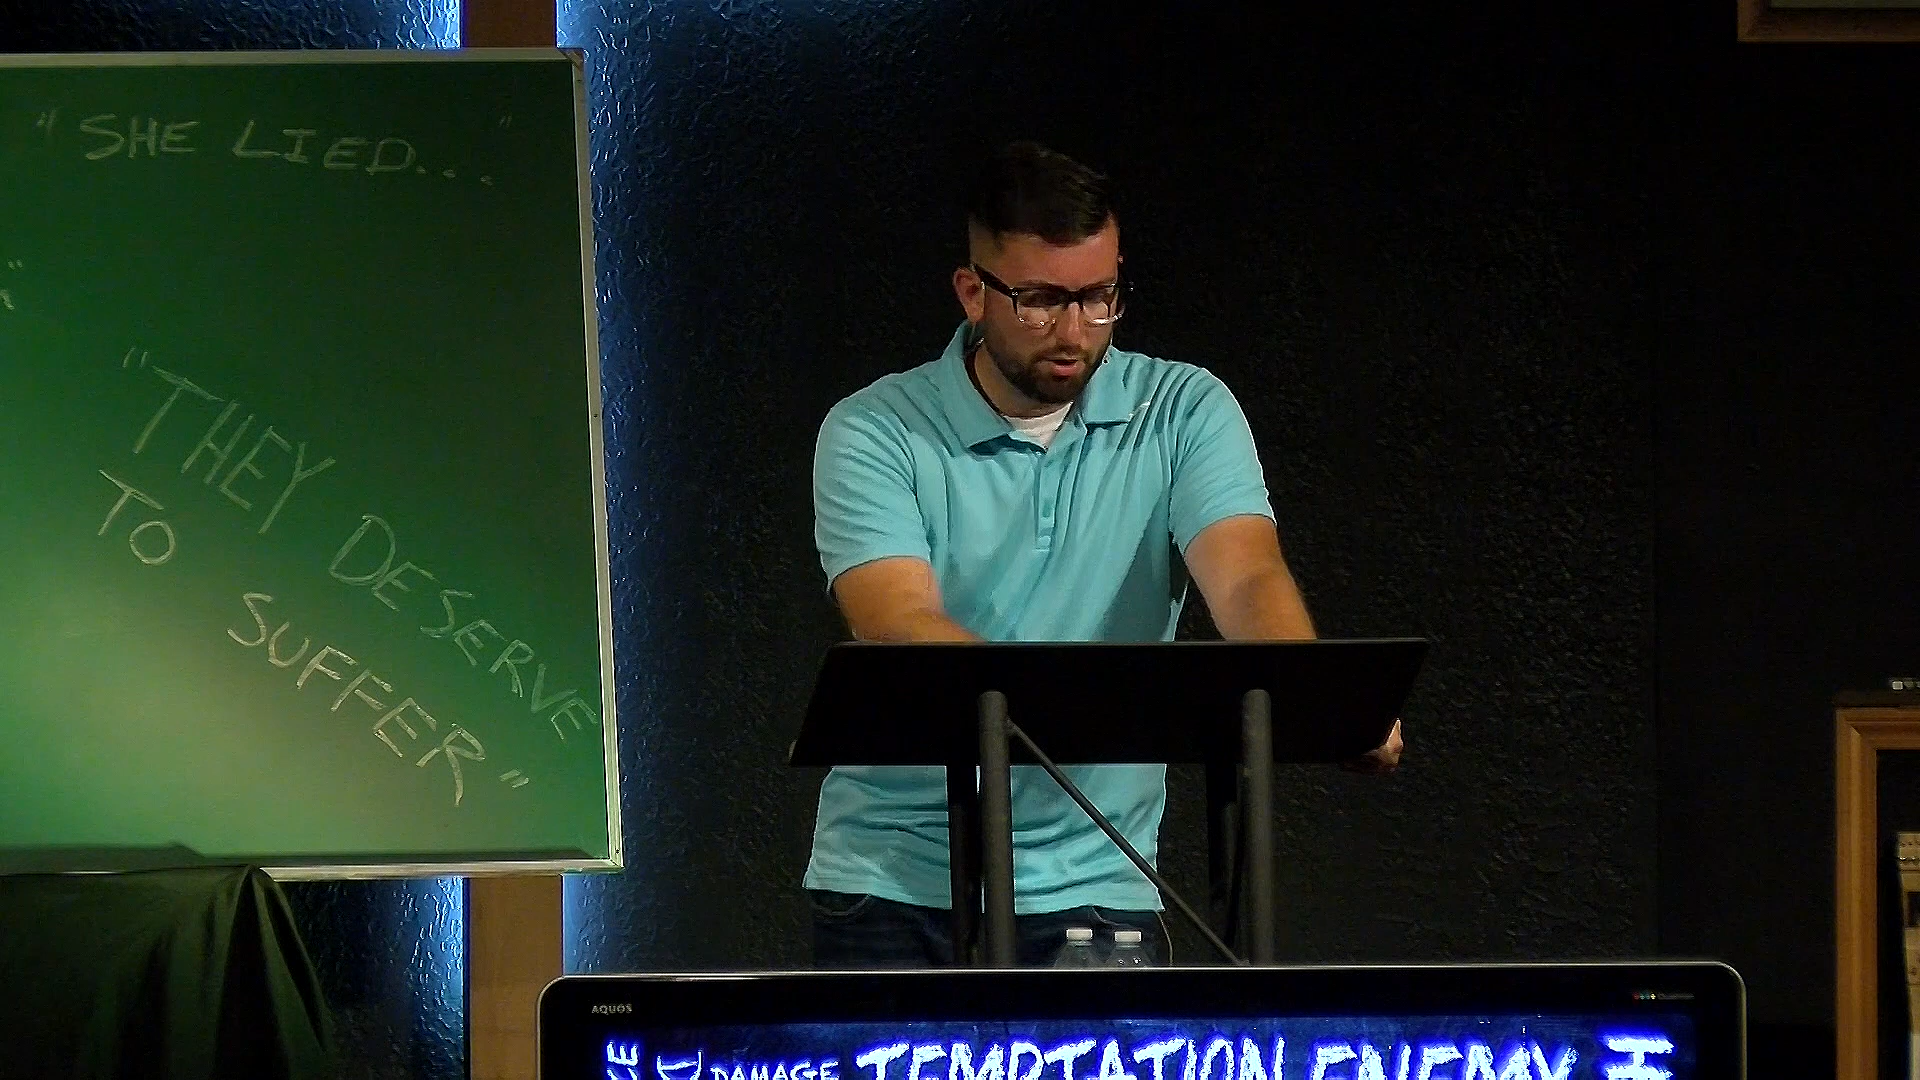 "SHE LIED... "
"THEY DESERVE
TO SUFFER"
AQUOS
DAMAGE TEMPTATION ENEMY